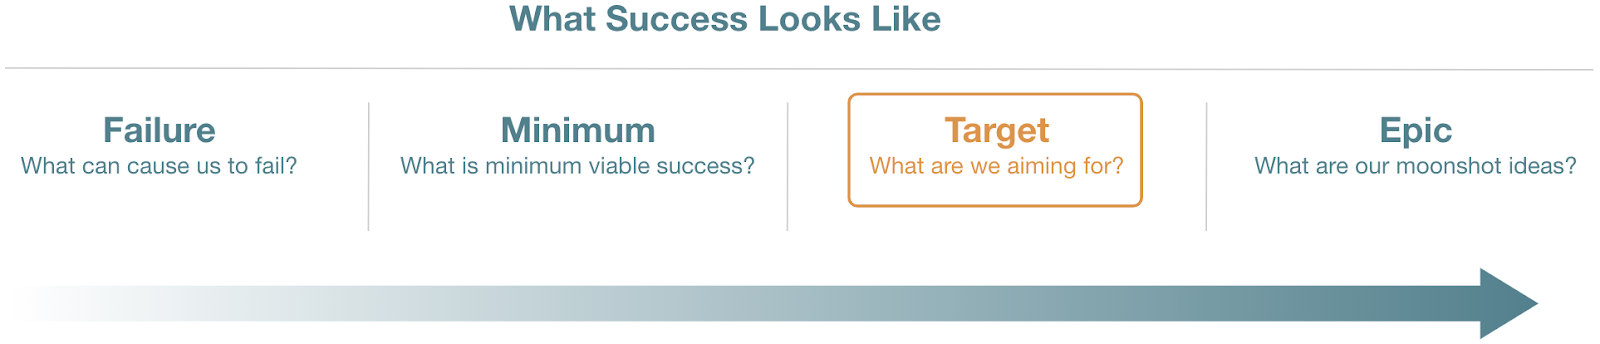 What Success Looks Like
Failure
What can cause us to fail?
Minimum
What is minimum viable success?
Target
What are we aiming for?
Epic
What are our moonshot ideas?